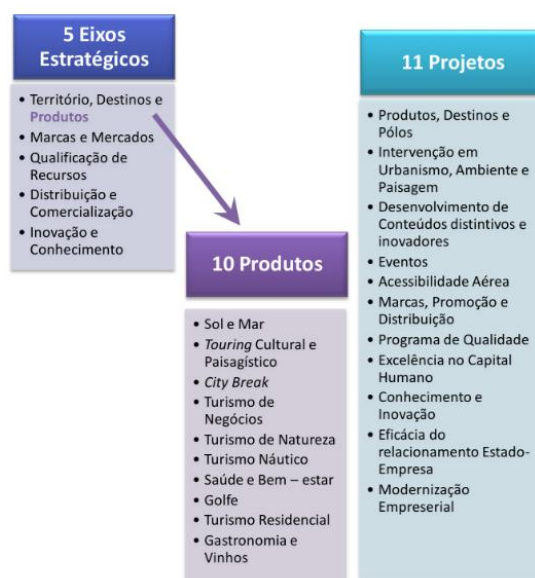 5 Eixos
Estratégicos
• Território, Destinos e
Produtos
• Marcas e Mercados
• Qualificação de
Recursos
• Distribuição e
Comercialização
• Inovação e
Conhecimento
10 Produtos
• Sol e Mar
• Touring Cultural e
Paisagístico
• City Break
• Turismo de
Negócios
• Turismo de Natureza
• Turismo Náutico
• Saúde e Bem – estar
• Golfe
• Turismo Residencial
• Gastronomia e
Vinhos
11 Projetos
• Produtos, Destinos e
Pólos
• Intervenção em
Urbanismo, Ambiente e
Paisagem
• Desenvolvimento de
Conteúdos distintivos e
inovadores
• Eventos
• Acessibilidade Aérea
• Marcas, Promoção e
Distribuição
• Programa de Qualidade
• Excelência no Capital
Humano
• Conhecimento e
Inovação
• Eficácia do
relacionamento Estado-
Empresa
• Modernização
Empreserial